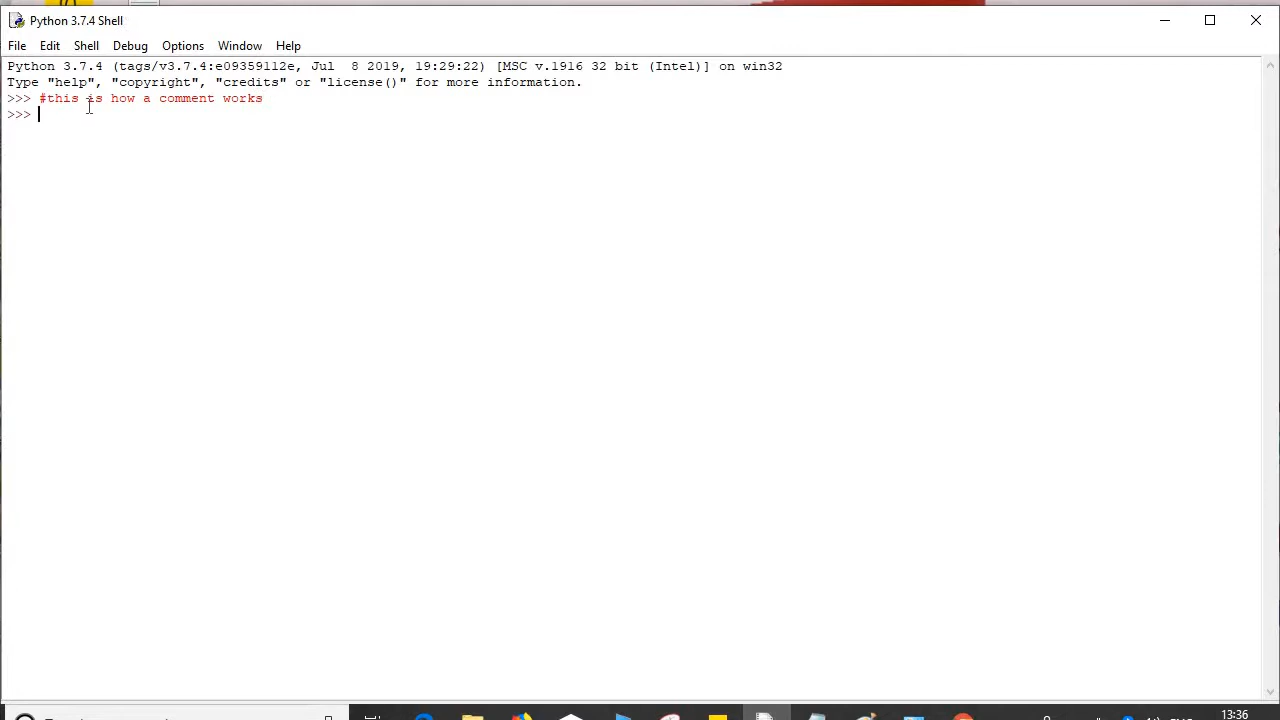 Python 3.7.4 Shell
File Edit Shell Debug Options Window Help
Python 3.7.4 (tags/v3.7.4:e09359112e, Jul  8 2019, 19:29:22) [MSC v.1916 32 bit (Intel)] on win32
Type "help", "copyright", "credits" or "license()" for more information.
>>> #this is how a comment works
>>>
13:36